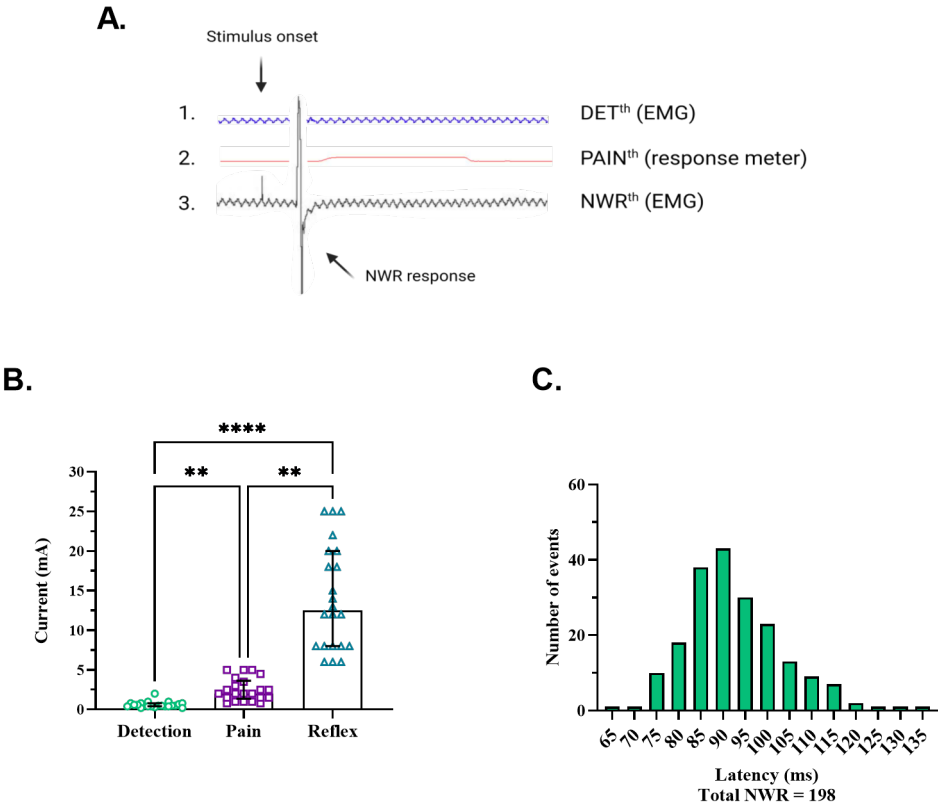 A.
Stimulus onset
1.
DETth (EMG)
2.
PAINth (response meter)
3.
NWRth (EMG)
NWR response
B.
****
** **
30
25
20
15
10
5
0
Current (mA)
Detection Pain Reflex
C.
60
40
20
0
Number of events
65 70 75 80 85 90 95 100 105 110 115 120 125 130 135
Latency (ms)
Total NWR = 198